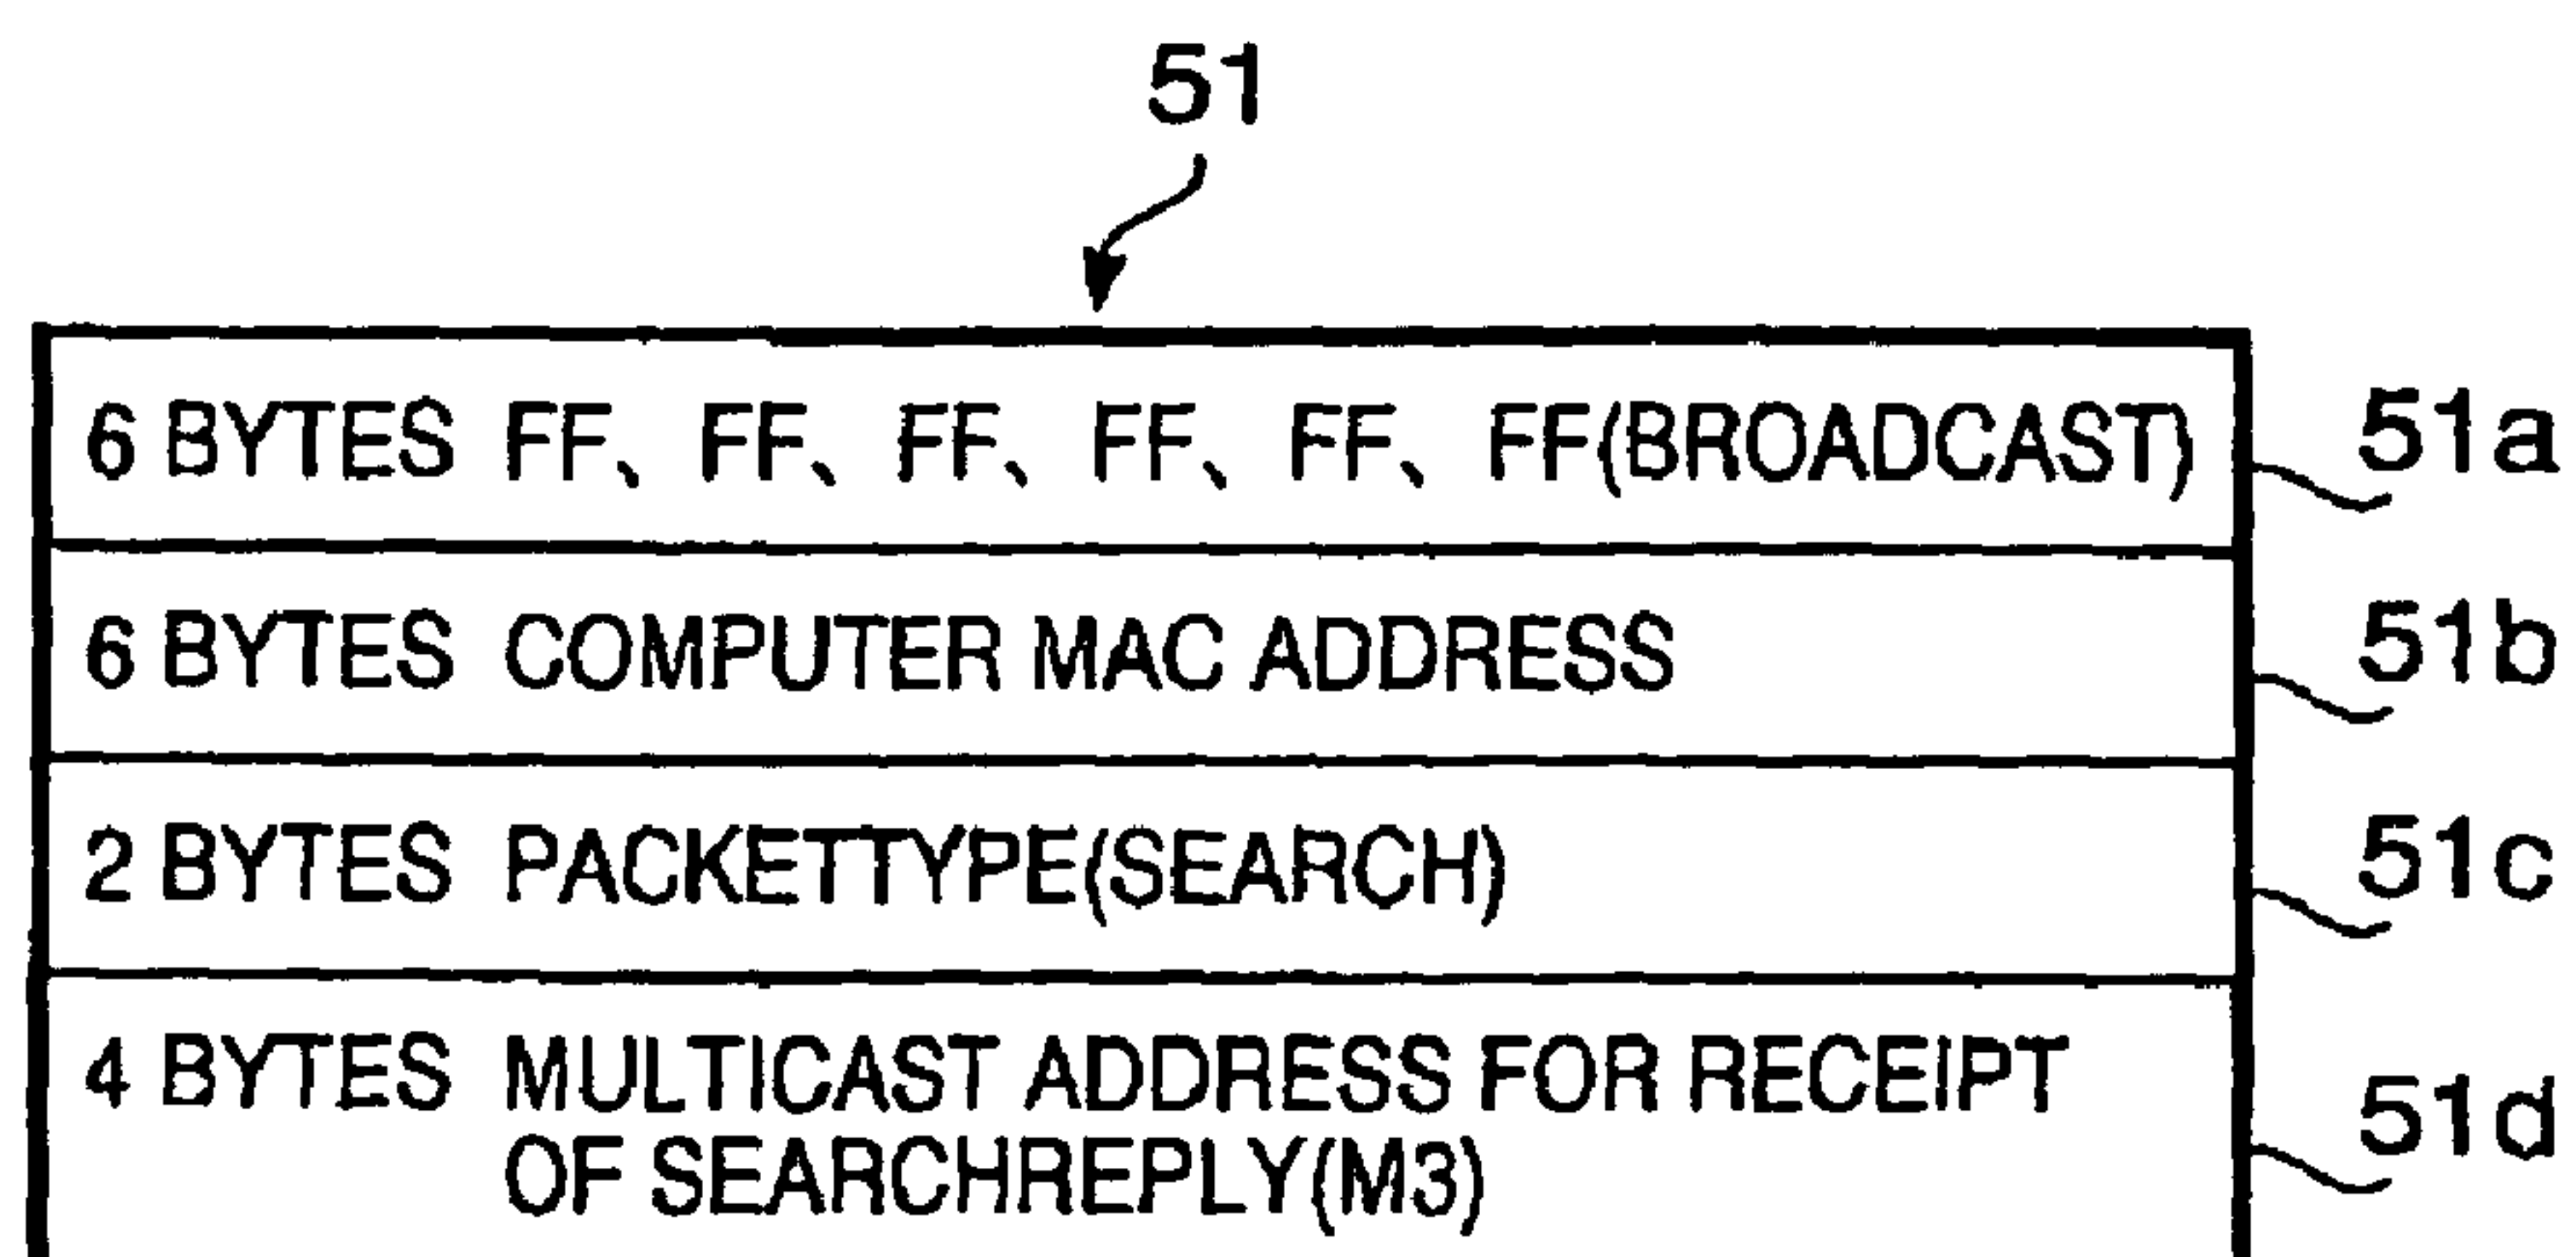 51
6 BYTES FF、FF、FF、FF、FF、FF(BROADCAST) 51a
6 BYTES COMPUTER MAC ADDRESS 51b
2 BYTES PACKETTYPE(SEARCH) 51c
4 BYTES MULTICAST ADDRESS FOR RECEIPT
OF SEARCHREPLY(M3) 51d